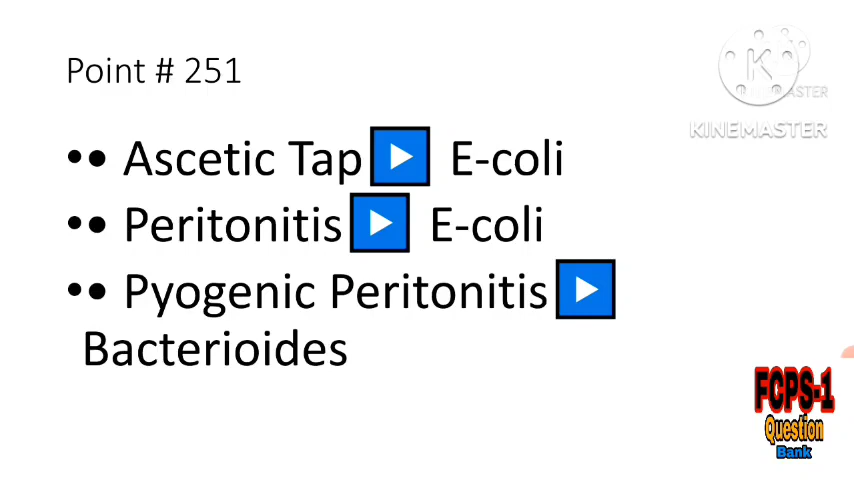 Point # 251
KINEMASTER
•• Ascetic Tap ▶ E-coli
•• Peritonitis ▶ E-coli
•• Pyogenic Peritonitis ▶
Bacterioides
FCPS-1
Question
Bank